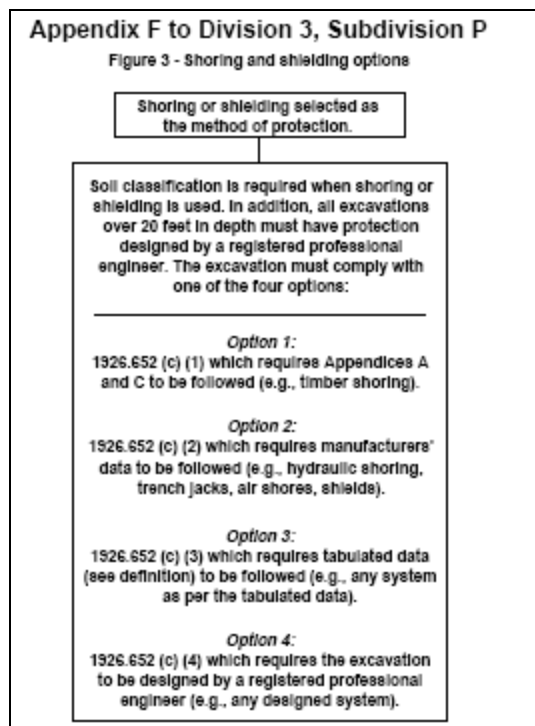 Appendix F to Division 3, Subdivision P
Figure 3 - Shoring and shielding options
Shoring or shielding selected as
the method of protection.
Soil classification is required when shoring or
shielding is used. In addition, all excavations
over 20 feet in depth must have protection
designed by a registered professional
engineer. The excavation must comply with
one of the four options:
Option 1:
1926.652 (c) (1) which requires Appendices A
and C to be followed (e.g., timber shoring).
Option 2:
1926.652 (c) (2) which requires manufacturers'
data to be followed (e.g., hydraulic shoring,
trench jacks, air shores, shields).
Option 3:
1926.652 (c) (3) which requires tabulated data
(see definition) to be followed (e.g., any system
as per the tabulated data).
Option 4:
1926.652 (c) (4) which requires the excavation
to be designed by a registered professional
engineer (e.g., any designed system).